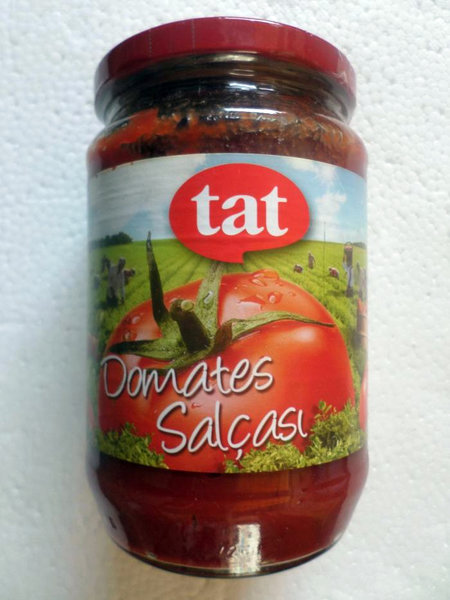 tat
Domates
Salçası